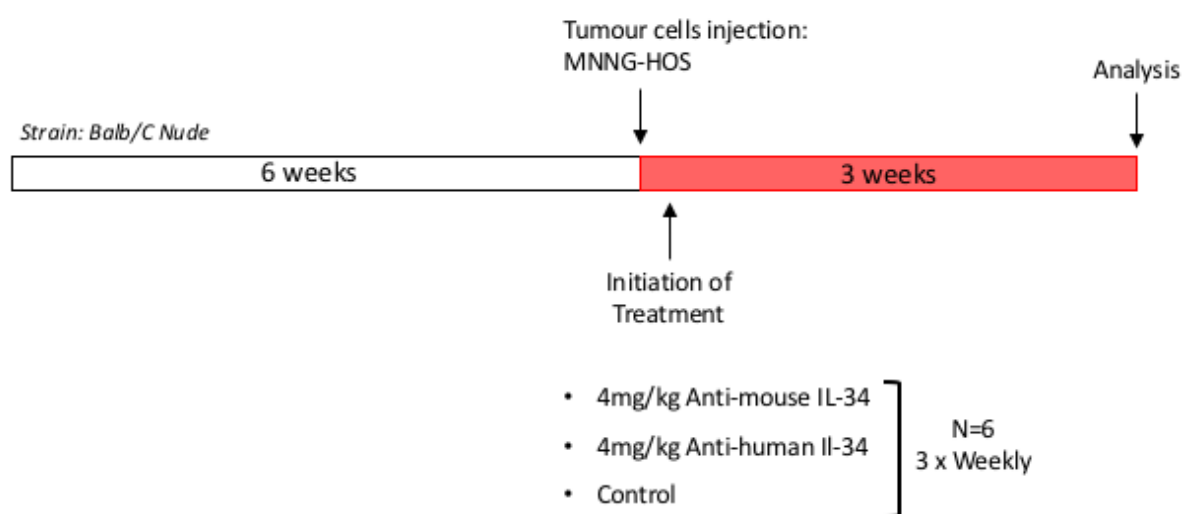 Tumour cells injection:
MNNG-HOS
Analysis
Strain: Balb/C Nude
6 weeks
3 weeks
Initiation of
Treatment
• 4mg/kg Anti-mouse IL-34
• 4mg/kg Anti-human Il-34
• Control
N=6
3 x Weekly